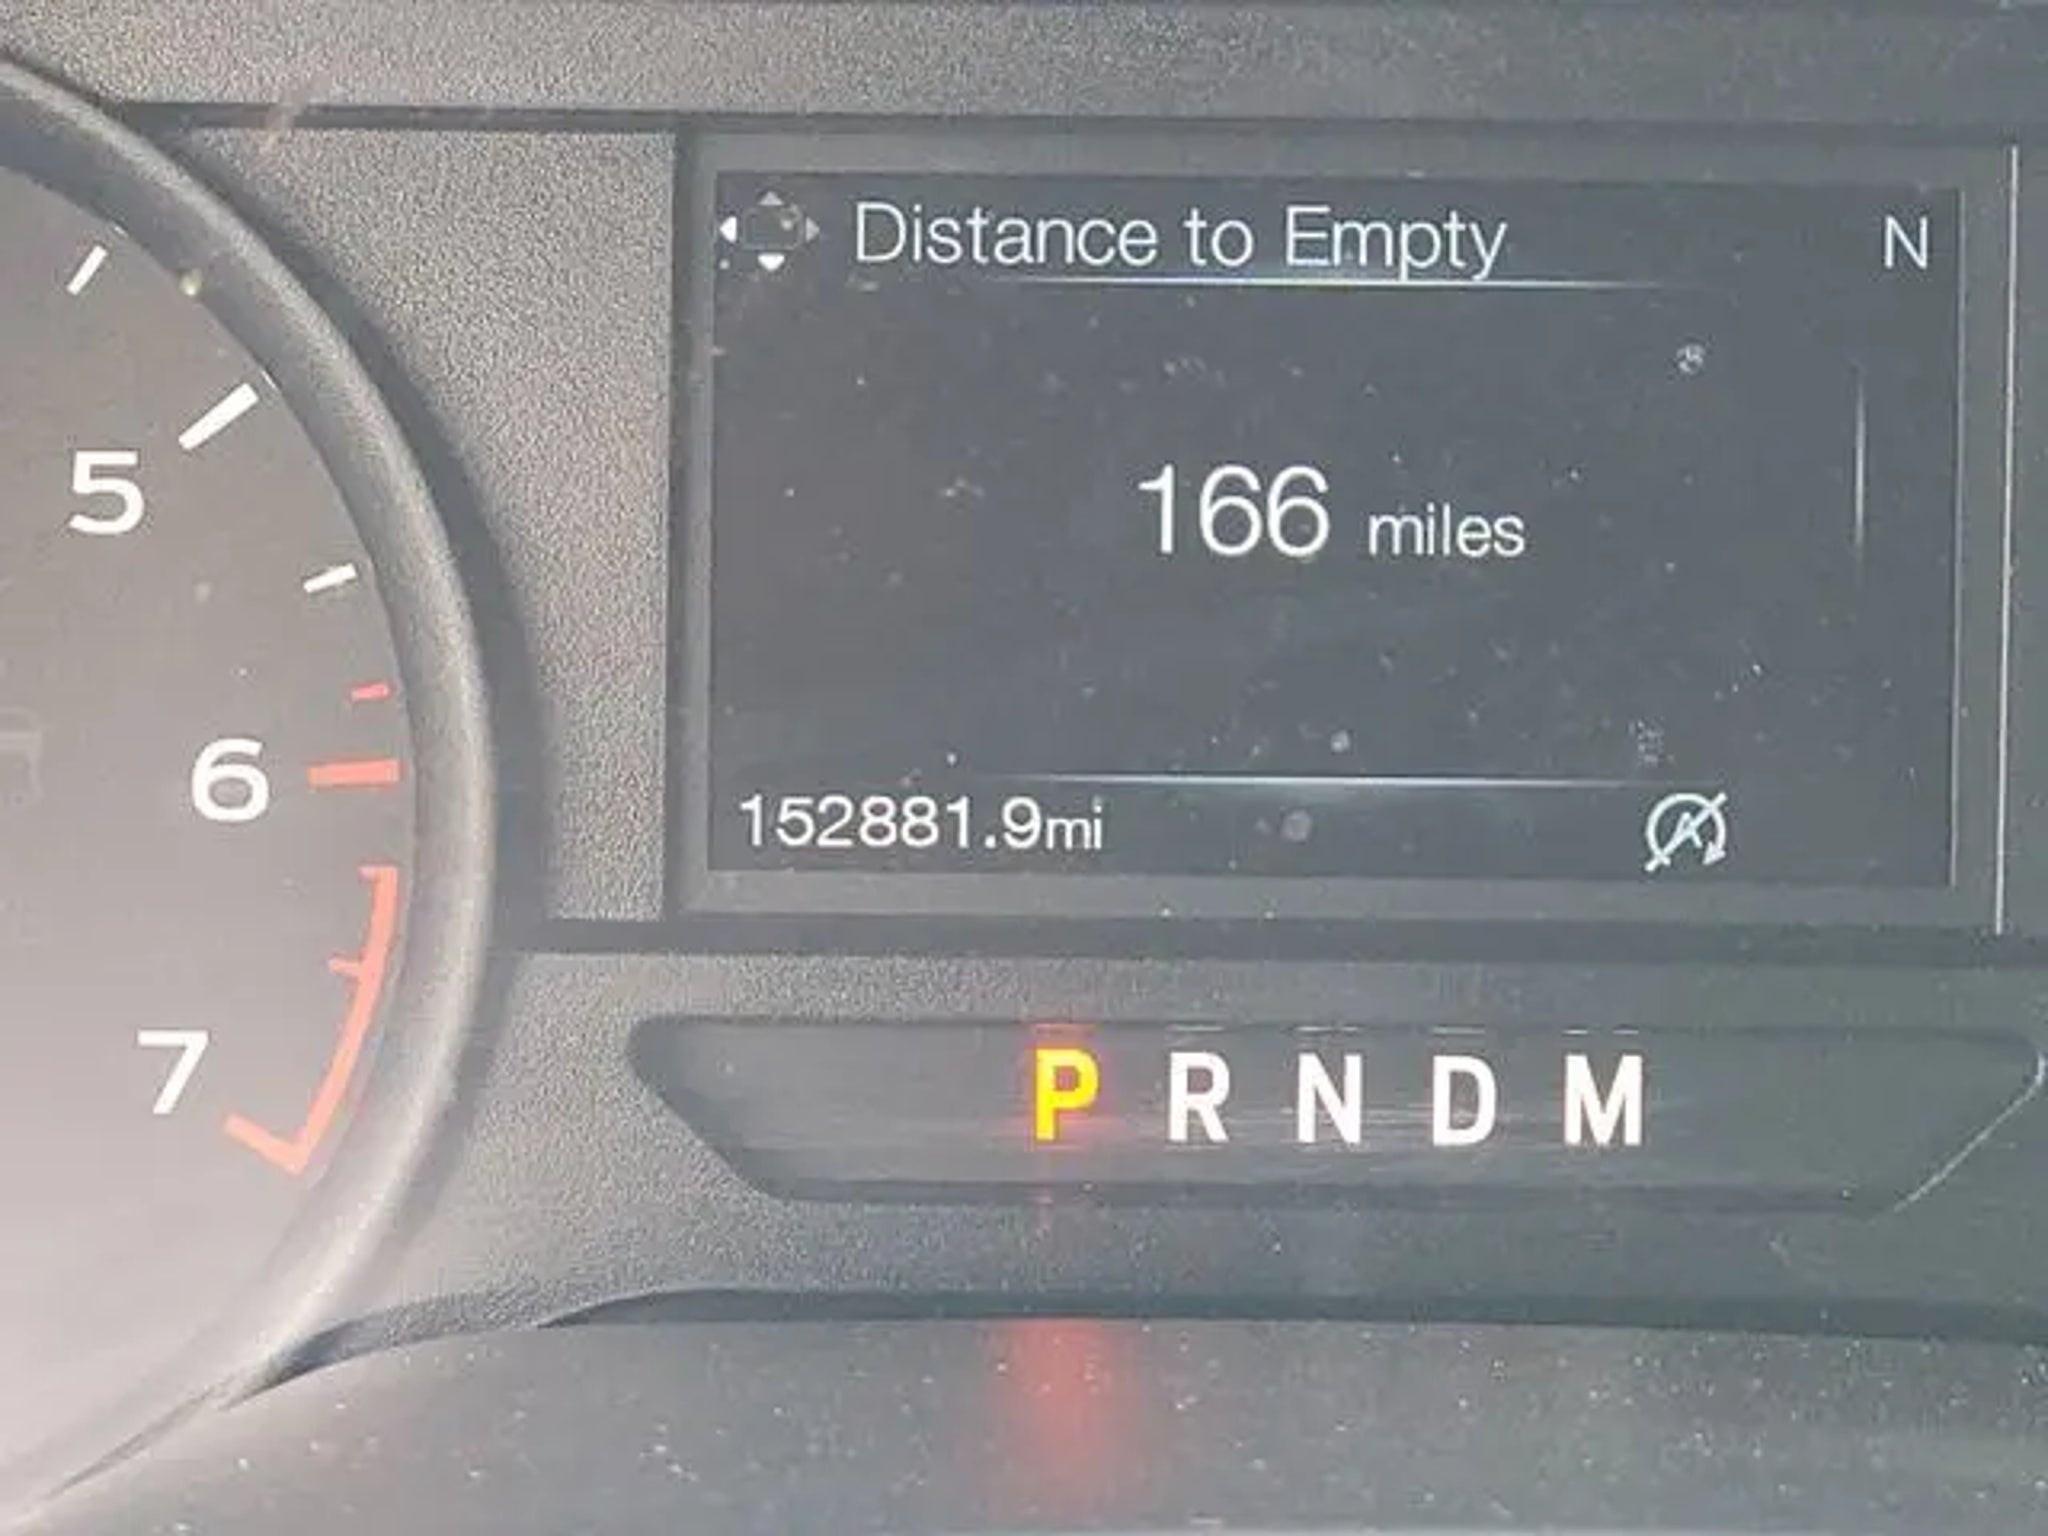 Distance to Empty N
5
166 miles
6
152881.9mi
7
P R N D M